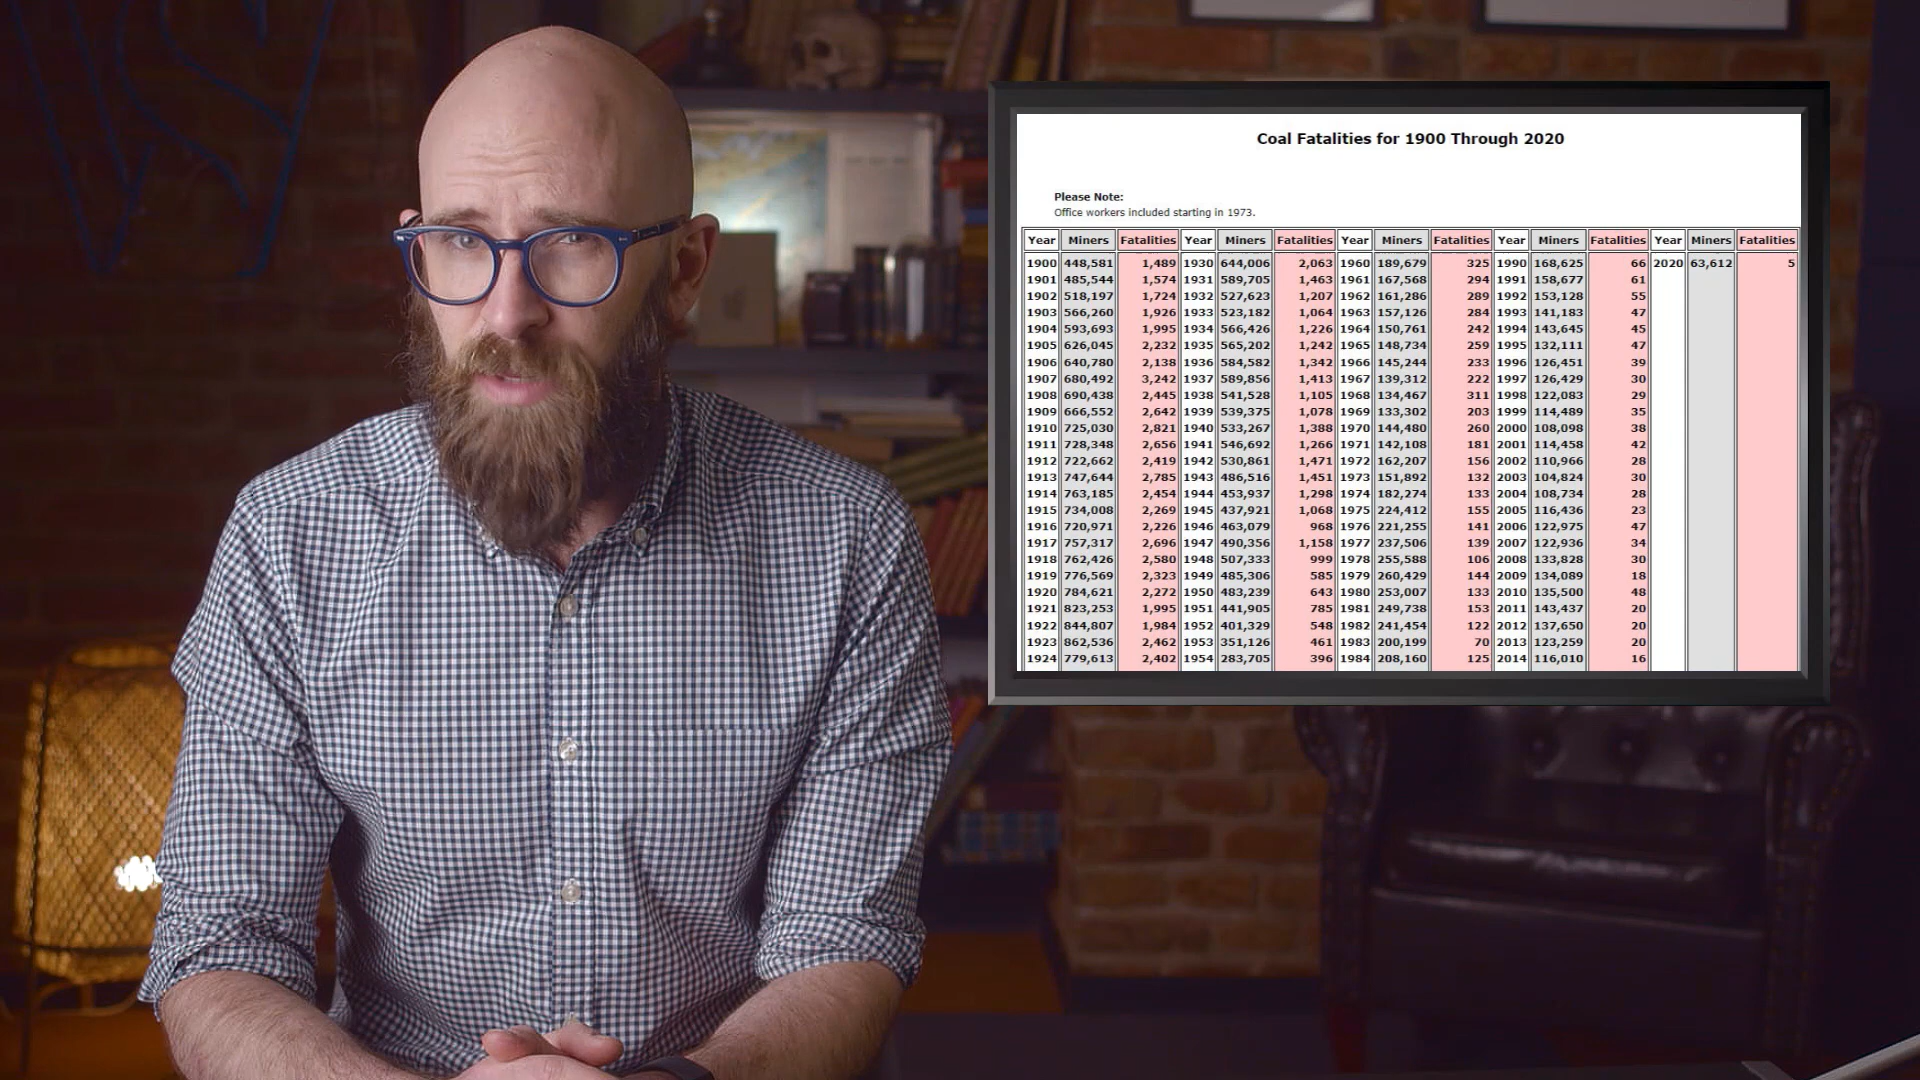 Coal Fatalities for 1900 Through 2020
Please Note:
Office workers included starting in 1973.
Year Miners Fatalities Year Miners Fatalities Year Miners Fatalities Year Miners Fatalities Year Miners Fatalities
1900 448,581 1,489 1930 644,006 2,063 1960 189,679 325 1990 168,625 66 2020 63,612 5
1901 485,544 1,574 1931 589,705 1,463 1961 167,568 294 1991 158,677 61
1902 518,197 1,724 1932 527,623 1,207 1962 161,286 289 1992 153,128 55
1903 566,260 1,926 1933 523,182 1,064 1963 157,126 284 1993 141,183 47
1904 593,693 1,995 1934 566,426 1,226 1964 150,761 242 1994 143,645 45
1905 626,045 2,232 1935 565,202 1,242 1965 148,734 259 1995 132,111 47
1906 640,780 2,138 1936 584,582 1,342 1966 145,244 233 1996 126,451 39
1907 680,492 3,242 1937 589,856 1,413 1967 139,312 222 1997 126,429 30
1908 690,438 2,445 1938 541,528 1,105 1968 134,467 311 1998 122,083 29
1909 666,552 2,642 1939 539,375 1,078 1969 133,302 203 1999 114,489 35
1910 725,030 2,821 1940 533,267 1,388 1970 144,480 260 2000 108,098 38
1911 728,348 2,656 1941 546,692 1,266 1971 142,108 181 2001 114,458 42
1912 722,662 2,419 1942 530,861 1,471 1972 162,207 156 2002 110,966 28
1913 747,644 2,785 1943 486,516 1,451 1973 151,892 132 2003 104,824 30
1914 763,185 2,454 1944 453,937 1,298 1974 182,274 133 2004 108,734 28
1915 734,008 2,269 1945 437,921 1,068 1975 224,412 155 2005 116,436 23
1916 720,971 2,226 1946 463,079 968 1976 221,255 141 2006 122,975 47
1917 757,317 2,696 1947 490,356 1,158 1977 237,506 139 2007 122,936 34
1918 762,426 2,580 1948 507,333 999 1978 255,588 106 2008 133,828 30
1919 776,569 2,323 1949 485,306 585 1979 260,429 144 2009 134,089 18
1920 784,621 2,272 1950 483,239 643 1980 253,007 133 2010 135,500 48
1921 823,253 1,995 1951 441,905 785 1981 249,738 153 2011 143,437 20
1922 844,807 1,984 1952 401,329 548 1982 241,454 122 2012 137,650 20
1923 862,536 2,462 1953 351,126 461 1983 200,199 70 2013 123,259 20
1924 779,613 2,402 1954 283,705 396 1984 208,160 125 2014 116,010 16